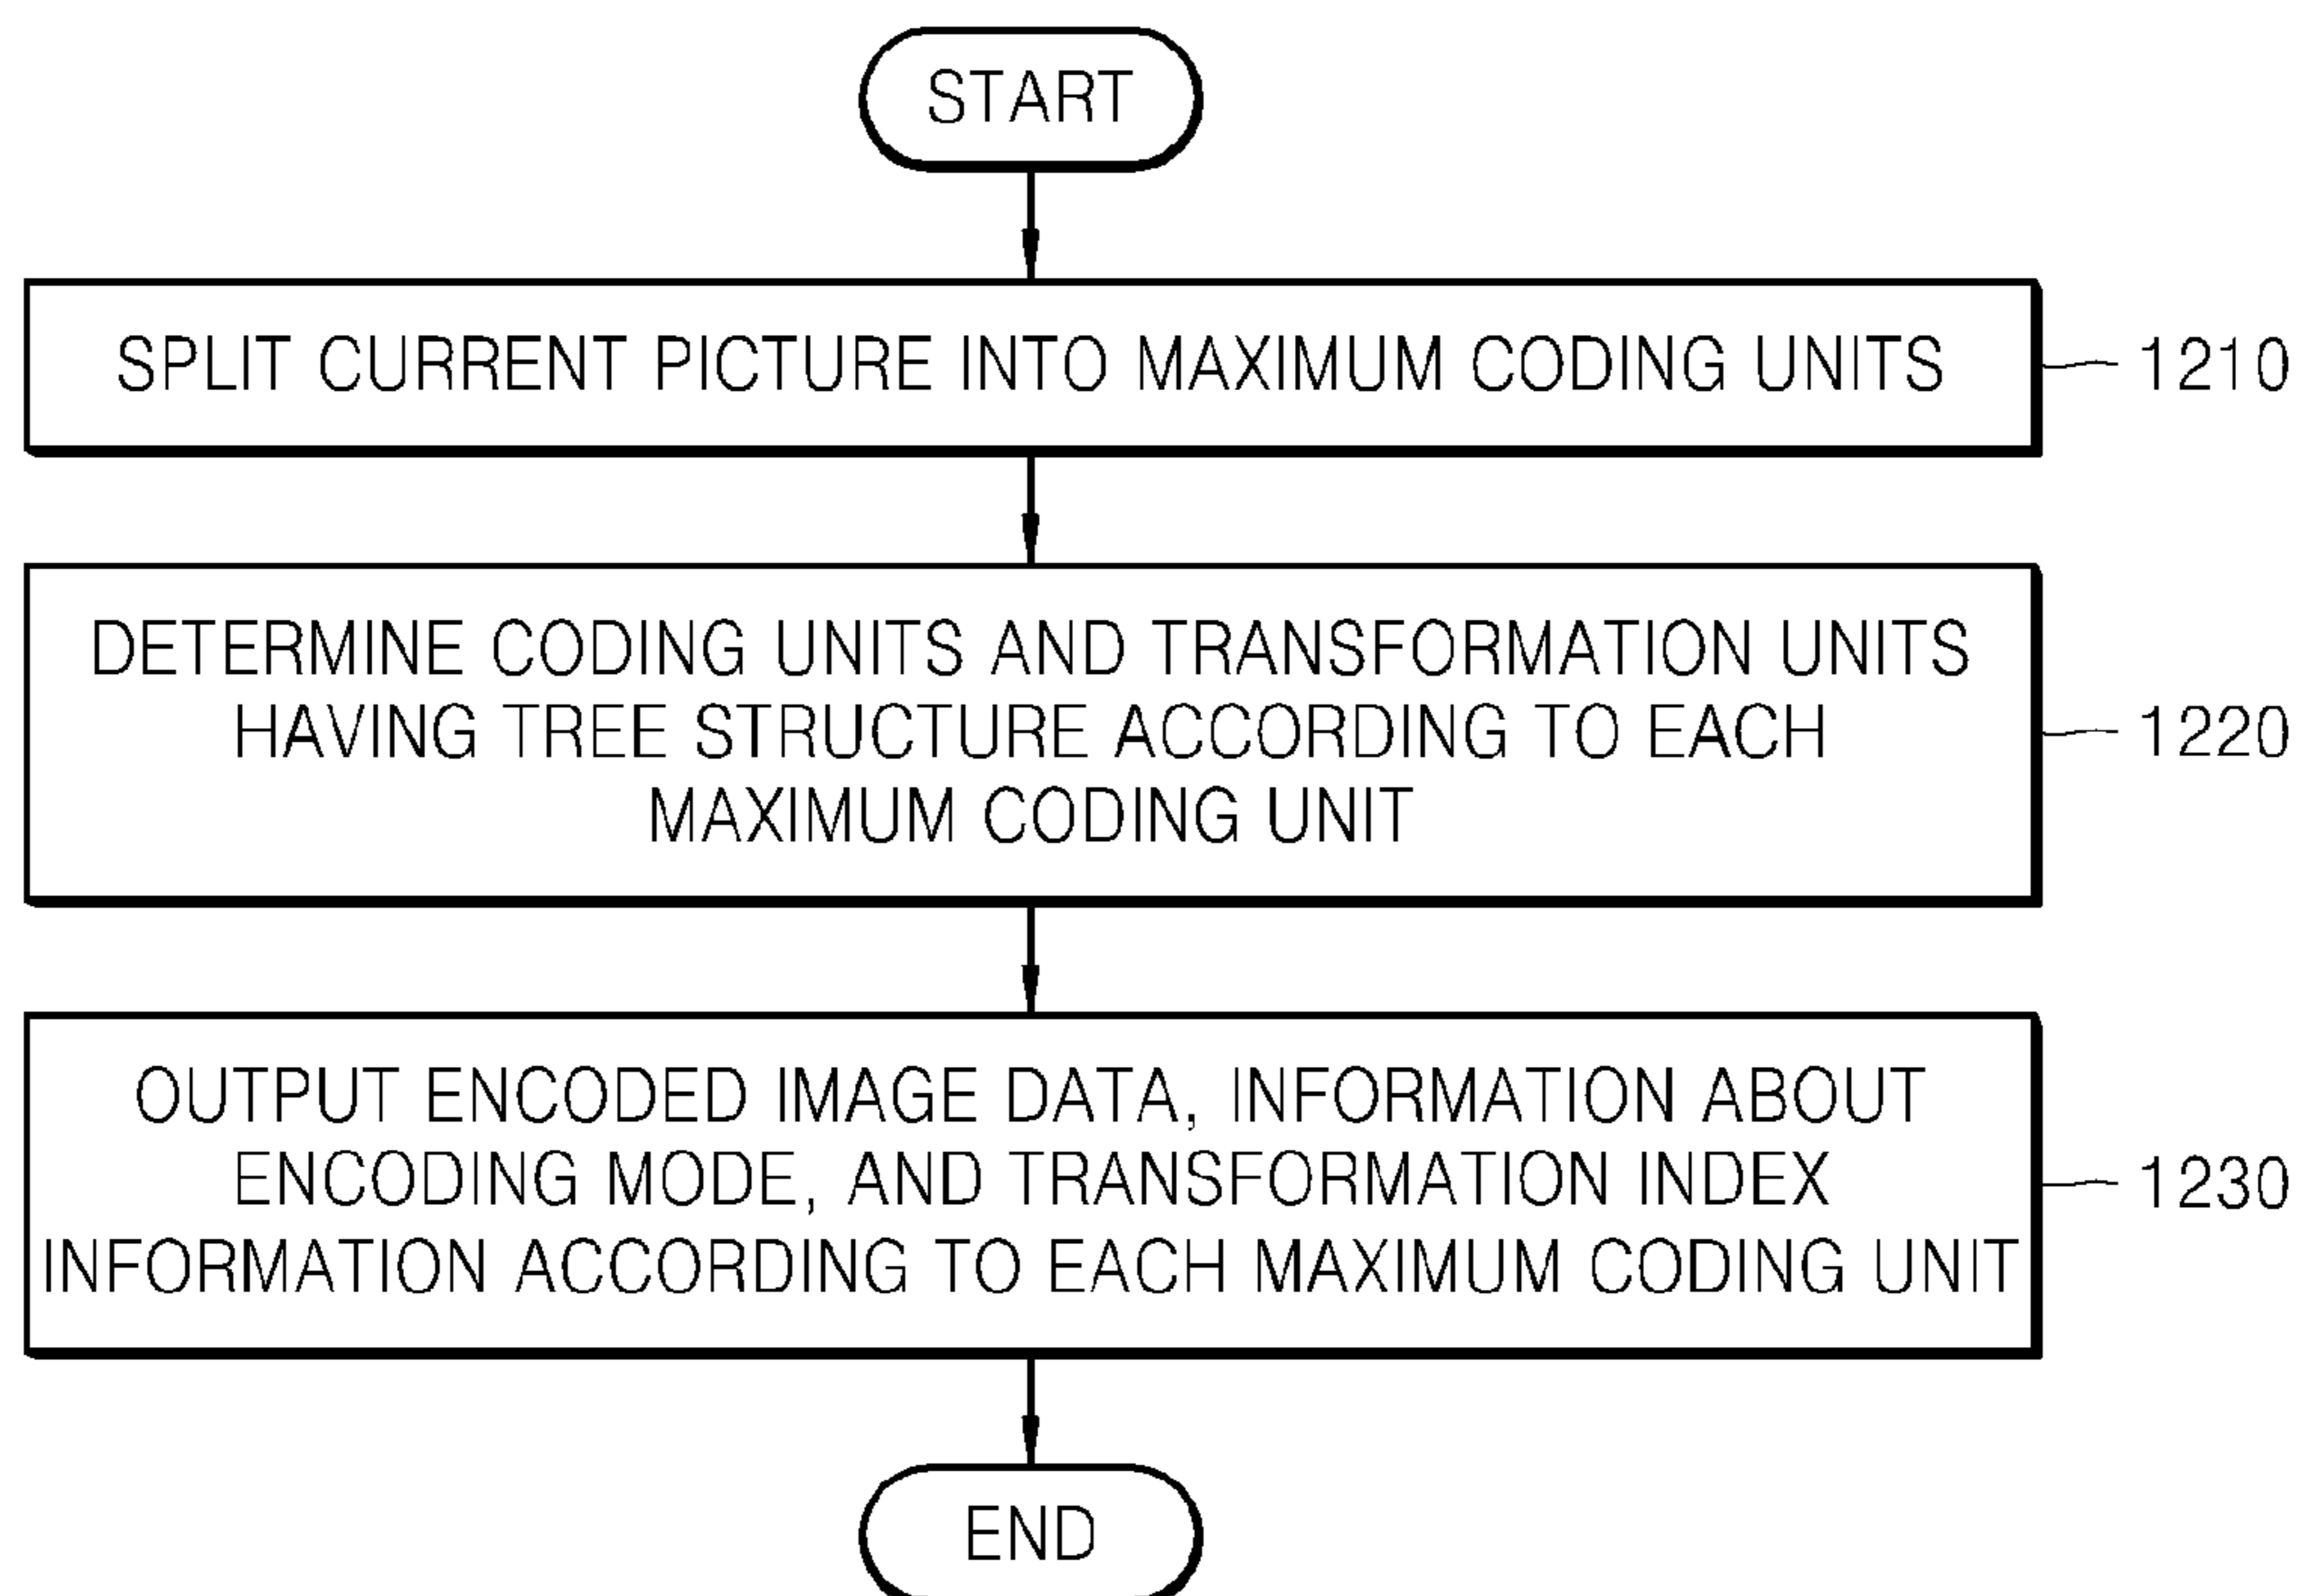 START
SPLIT CURRENT PICTURE INTO MAXIMUM CODING UNITS
1210
DETERMINE CODING UNITS AND TRANSFORMATION UNITS
HAVING TREE STRUCTURE ACCORDING TO EACH
MAXIMUM CODING UNIT
1220
OUTPUT ENCODED IMAGE DATA, INFORMATION ABOUT
ENCODING MODE, AND TRANSFORMATION INDEX
INFORMATION ACCORDING TO EACH MAXIMUM CODING UNIT
1230
END